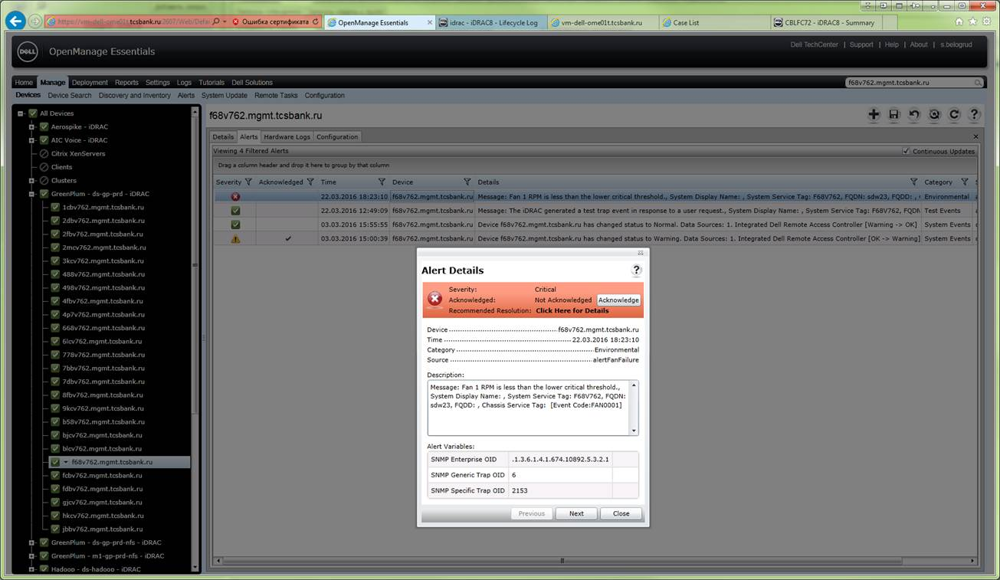 https://vm-dell-ome01t.tcsbank.ru:2607/Web/Defa Ошибка сертификата OpenManage Essentials idrac - iDRAC8 - Lifecycle Log vm-dell-ome01t.tcsbank.ru Case List CBLFC72 - iDRAC8 - Summary
DELL OpenManage Essentials Dell TechCenter | Support | Help | About | s.belogrud
Home Manage Deployment Reports Settings Logs Tutorials Dell Solutions f68v762.mgmt.tcsbank.ru
Devices Device Search Discovery and Inventory Alerts System Update Remote Tasks Configuration
All Devices
Aerospike - iDRAC
AIC Voice - iDRAC
Citrix XenServers
Clients
Clusters
GreenPlum - ds-gp-prd - iDRAC
1cbv762.mgmt.tcsbank.ru
2dbv762.mgmt.tcsbank.ru
2fbv762.mgmt.tcsbank.ru
2mcv762.mgmt.tcsbank.ru
3kcv762.mgmt.tcsbank.ru
488v762.mgmt.tcsbank.ru
498v762.mgmt.tcsbank.ru
4fbv762.mgmt.tcsbank.ru
4p7v762.mgmt.tcsbank.ru
668v762.mgmt.tcsbank.ru
6lcv762.mgmt.tcsbank.ru
778v762.mgmt.tcsbank.ru
7bbv762.mgmt.tcsbank.ru
7dbv762.mgmt.tcsbank.ru
8fbv762.mgmt.tcsbank.ru
9kcv762.mgmt.tcsbank.ru
b58v762.mgmt.tcsbank.ru
bjcv762.mgmt.tcsbank.ru
blcv762.mgmt.tcsbank.ru
f68v762.mgmt.tcsbank.ru
fcbv762.mgmt.tcsbank.ru
fdbv762.mgmt.tcsbank.ru
gjcv762.mgmt.tcsbank.ru
hkcv762.mgmt.tcsbank.ru
jbbv762.mgmt.tcsbank.ru
GreenPlum - ds-gp-prd-nfs - iDRAC
GreenPlum - m1-gp-prd-nfs - iDRAC
Hadoop - ds-hadoop - iDRAC
f68v762.mgmt.tcsbank.ru
Details Alerts Hardware Logs Configuration
Viewing 4 Filtered Alerts Continuous Updates
Drag a column header and drop it here to group by that column
Severity Acknowledged Time Device Details Category S
22.03.2016 18:23:10 f68v762.mgmt.tcsbank.ru Message: Fan 1 RPM is less than the lower critical threshold., System Display Name: , System Service Tag: F68V762, FQDN: sdw23, FQDD: , Environmental
22.03.2016 12:49:09 f68v762.mgmt.tcsbank.ru Message: The iDRAC generated a test trap event in response to a user request., System Display Name: , System Service Tag: F68V762, FQDN Test Events
03.03.2016 15:55:55 f68v762.mgmt.tcsbank.ru Device f68v762.mgmt.tcsbank.ru has changed status to Normal. Data Sources: 1. Integrated Dell Remote Access Controller [Warning -> OK] System Events
03.03.2016 15:00:39 f68v762.mgmt.tcsbank.ru Device f68v762.mgmt.tcsbank.ru has changed status to Warning. Data Sources: 1. Integrated Dell Remote Access Controller [OK -> Warning] System Events
Alert Details
Severity: Critical
Acknowledged: Not Acknowledged Acknowledge
Recommended Resolution: Click Here for Details
Device f68v762.mgmt.tcsbank.ru
Time 22.03.2016 18:23:10
Category Environmental
Source alertFanFailure
Description:
Message: Fan 1 RPM is less than the lower critical threshold.,
System Display Name: , System Service Tag: F68V762, FQDN:
sdw23, FQDD: , Chassis Service Tag: [Event Code:FAN0001]
Alert Variables:
SNMP Enterprise OID .1.3.6.1.4.1.674.10892.5.3.2.1
SNMP Generic Trap OID 6
SNMP Specific Trap OID 2153
Previous Next Close